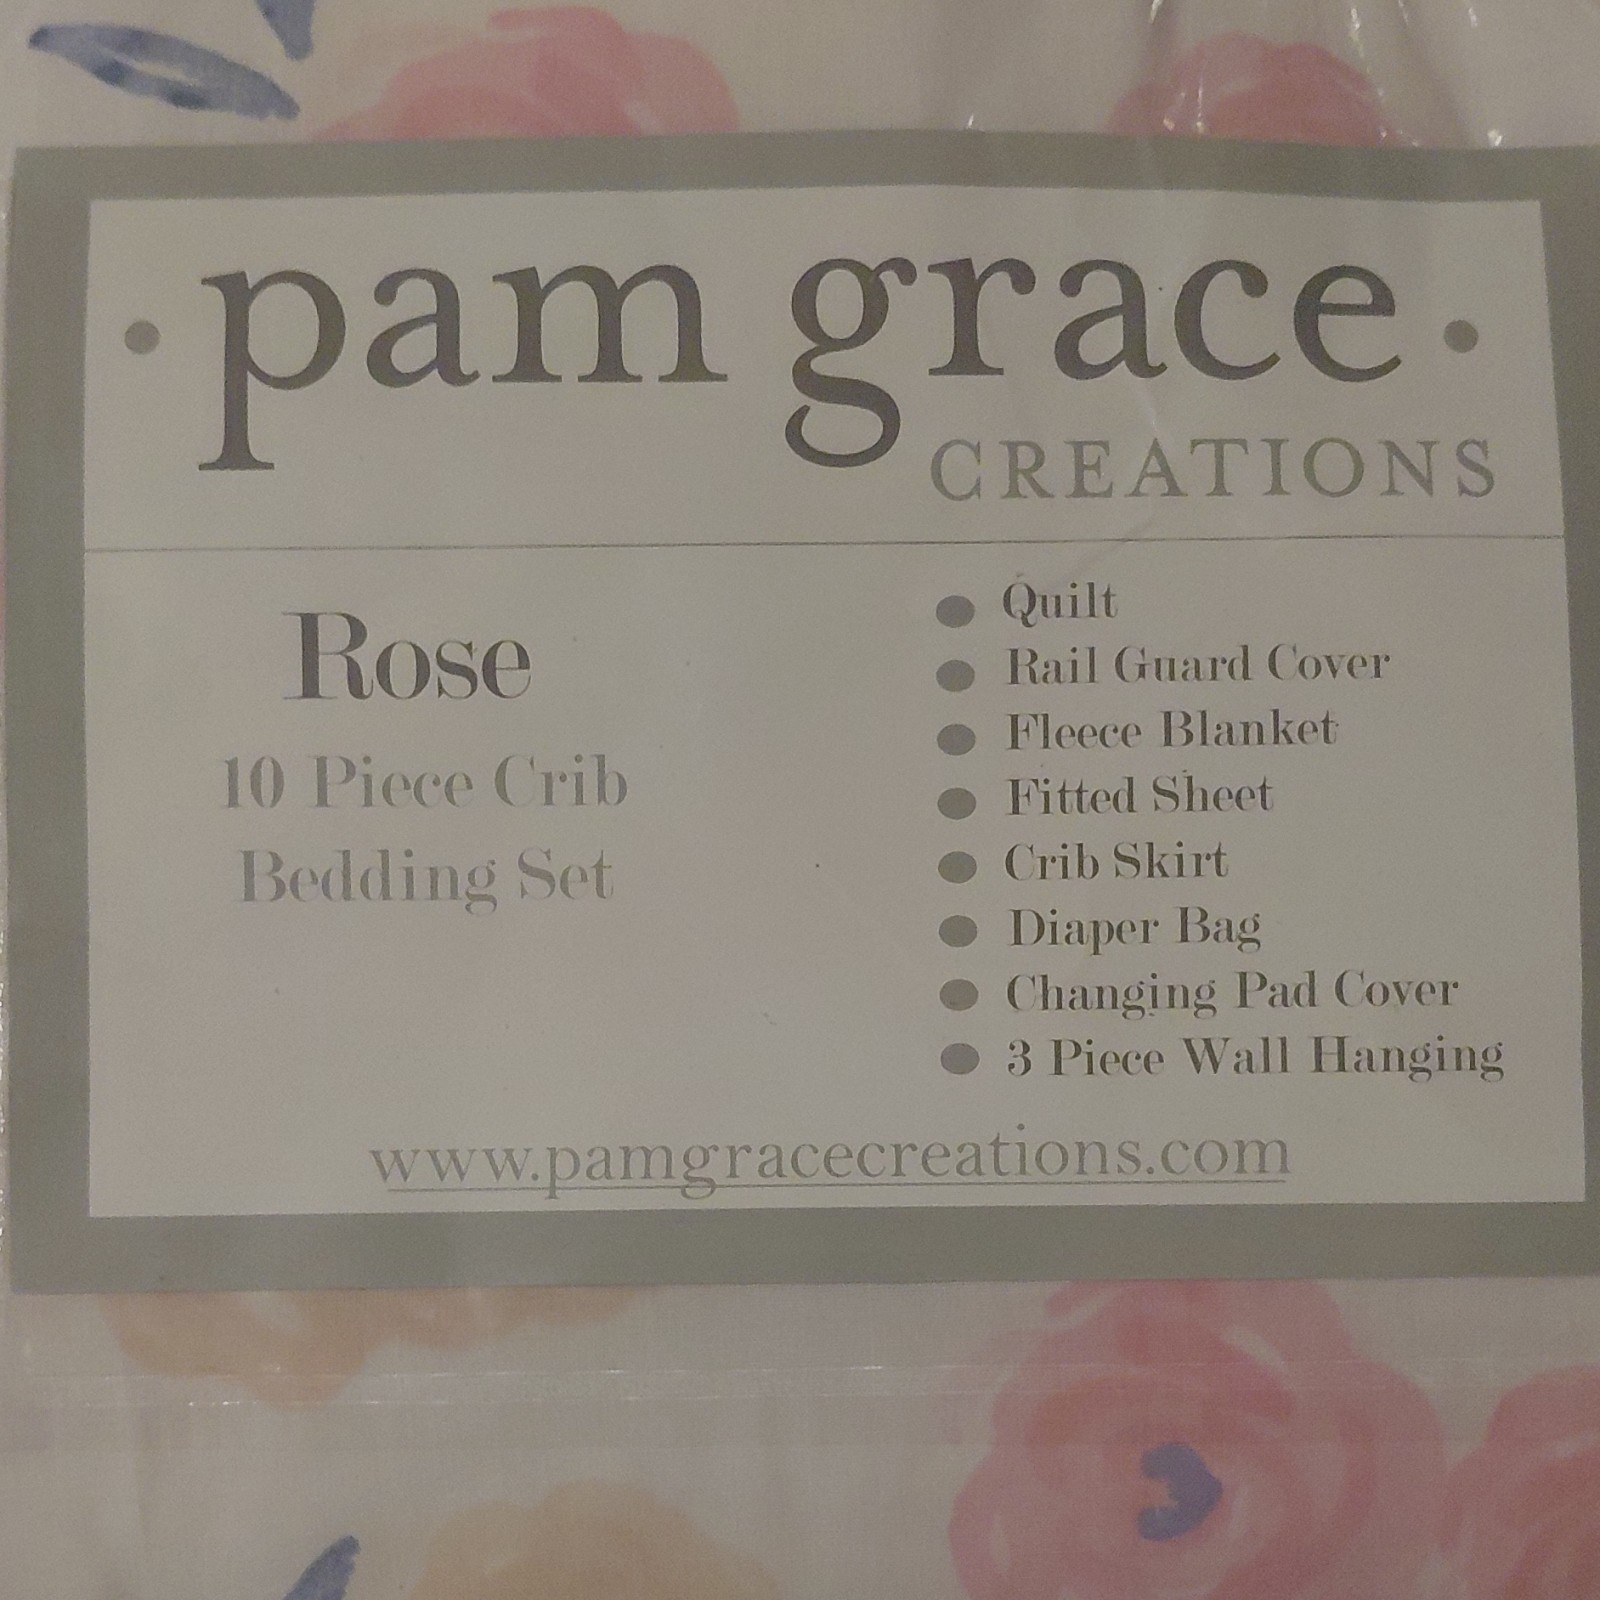 • pam grace •
CREATIONS
Rose
10 Piece Crib
Bedding Set
● Quilt
● Rail Guard Cover
● Fleece Blanket
● Fitted Sheet
● Crib Skirt
● Diaper Bag
● Changing Pad Cover
● 3 Piece Wall Hanging
www.pamgracecreations.com